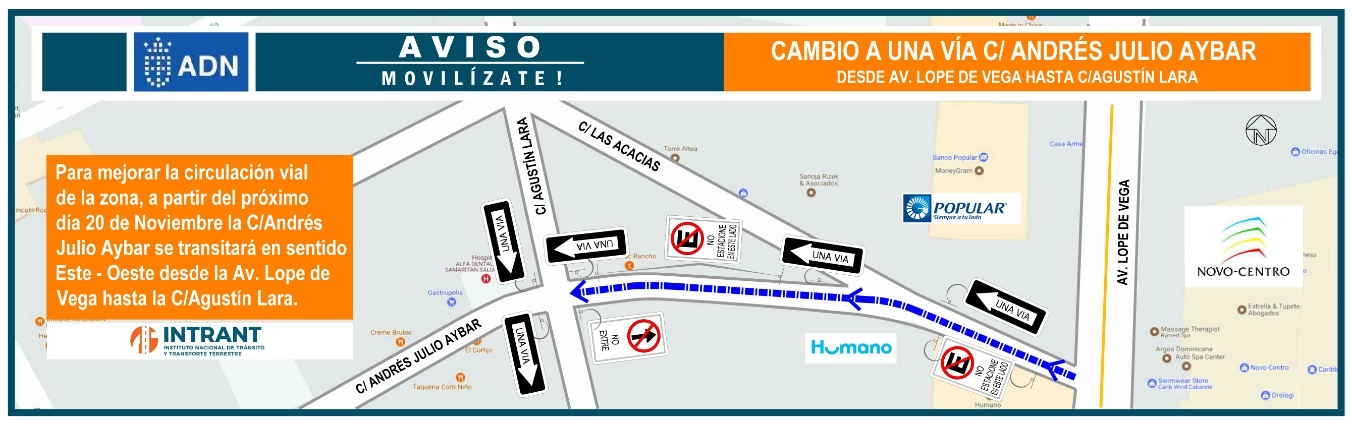 Made in China
ADN
AVISO
MOVILÍZATE!
CAMBIO A UNA VÍA C/ ANDRÉS JULIO AYBAR
DESDE AV. LOPE DE VEGA HASTA C/AGUSTÍN LARA
Para mejorar la circulación vial
de la zona, a partir del próximo
día 20 de Noviembre la C/Andrés
Julio Aybar se transitará en sentido
Este - Oeste desde la Av. Lope de
Vega hasta la C/Agustín Lara.
INTRANT
INSTITUTO NACIONAL DE TRÁNSITO
Y TRANSPORTE TERRESTRE
C/ AGUSTÍN LARA
C/ LAS ACACIAS
Torre Altea
Sanoja Rizek
& Asociados
Banco Popular
MoneyGram
Casa Arme
N
Oficinas Eg
POPULAR
Siempre a tu lado
AV. LOPE DE VEGA
NOVO-CENTRO
UNA VIA
UNA VIA
NO
ESTACIONE
EN ESTE LADO
UNA VIA
UNA VIA
Hospit
ALFA DENTAL
Rancho
Gastropolis
Creme Brulee
El Cortijo
Taqueria Corti Niño
C/ ANDRÉS JULIO AYBAR
UNA VIA
NO
ENTRE
Humano
NO
ESTACIONE
EN ESTE LADO
Humano
Estrella & Tupete,
Abogados
Massage Therapist
Argos Dominicana
Auto Spa Center
Swimwear Store
Novo-Centro
Carib
Orologi